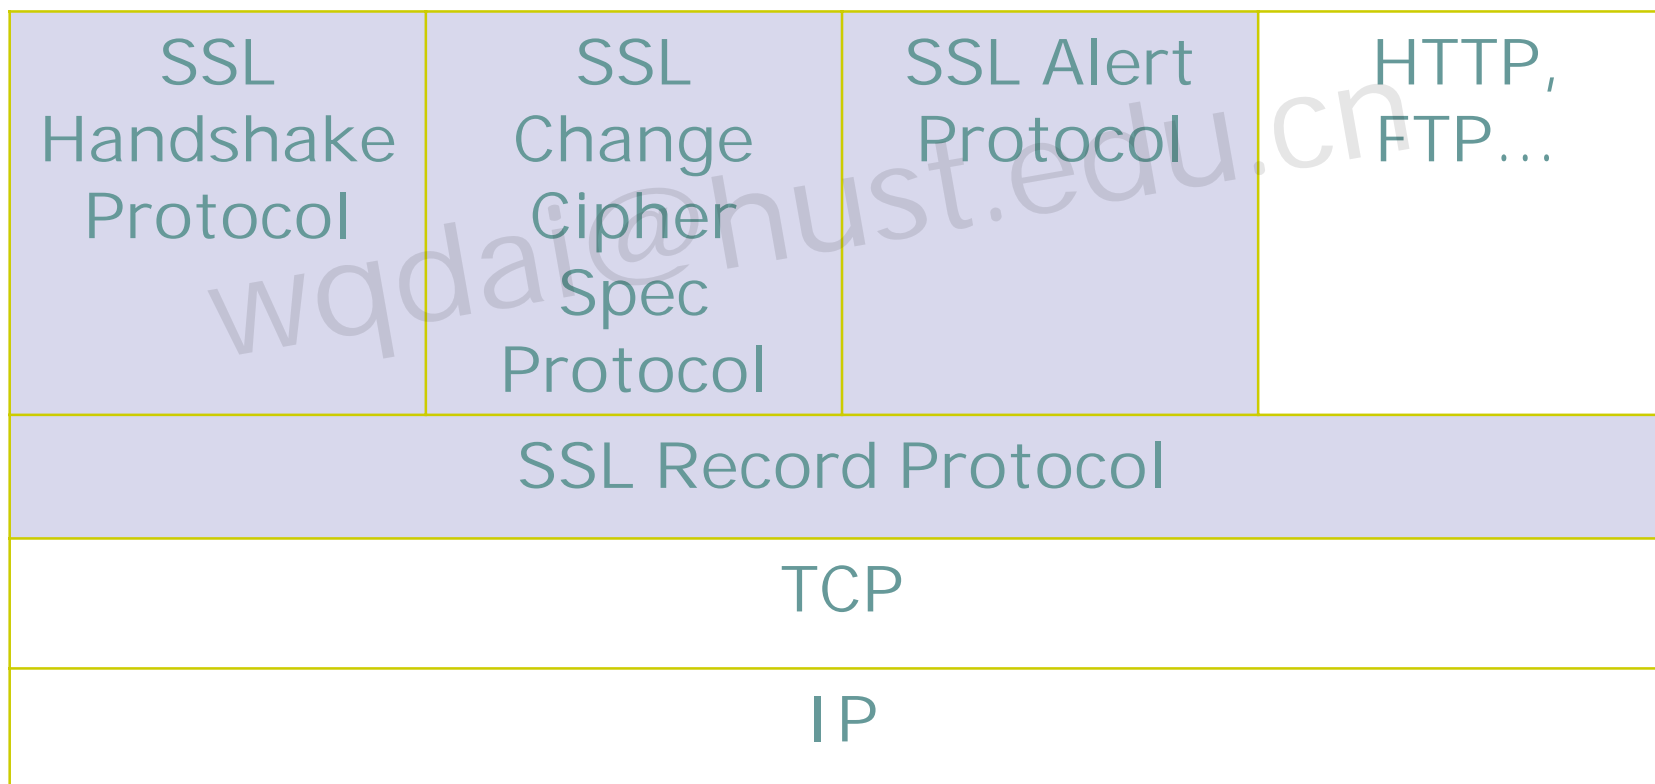 SSL
Handshake
Protocol
SSL
Change
Cipher
Spec
Protocol
SSL Alert
Protocol
HTTP,
FTP...
wqdai@hust.edu.cn
SSL Record Protocol
TCP
IP